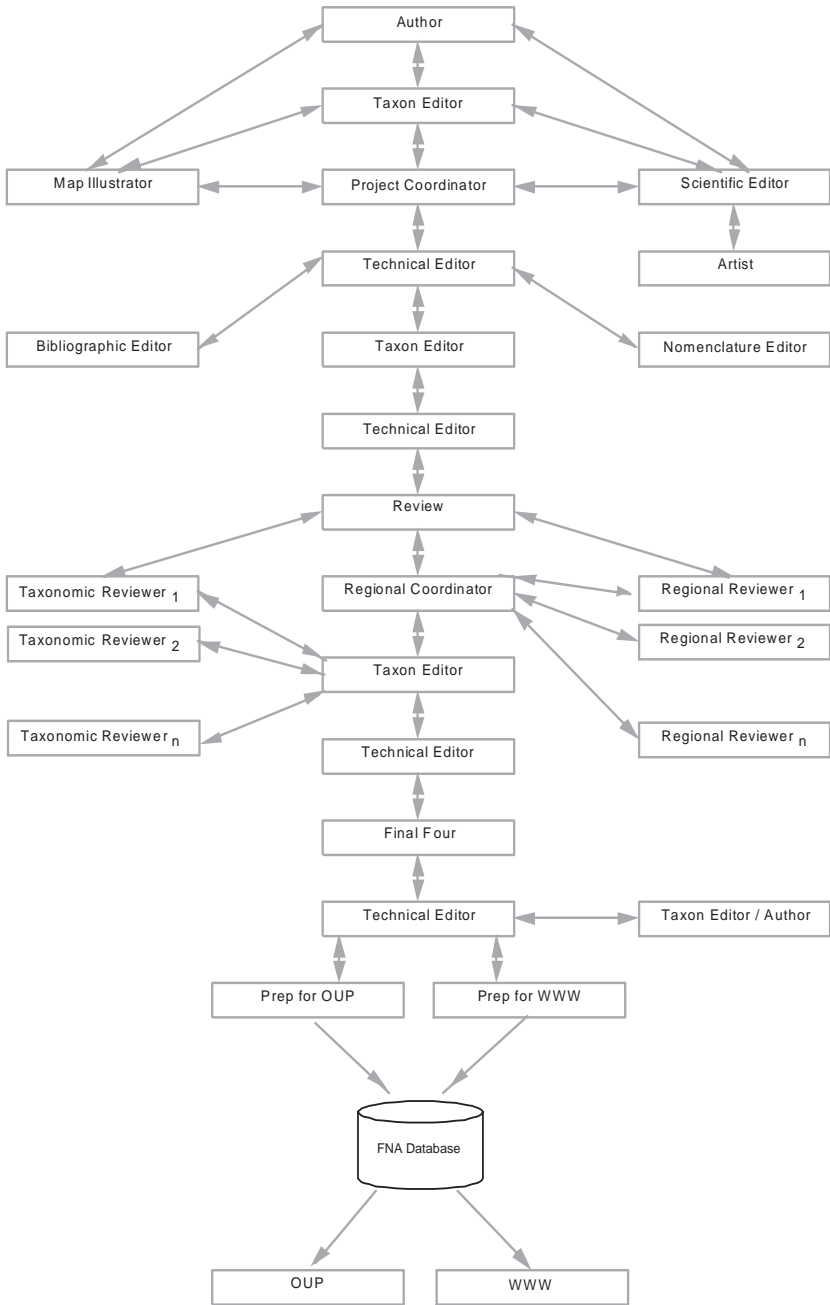 Author
Taxon Editor
Map Illustrator
Project Coordinator
Scientific Editor
Technical Editor
Artist
Bibliographic Editor
Taxon Editor
Nomenclature Editor
Technical Editor
Review
Taxonomic Reviewer 1
Regional Coordinator
Regional Reviewer 1
Taxonomic Reviewer 2
Regional Reviewer 2
Taxon Editor
Taxonomic Reviewer n
Technical Editor
Regional Reviewer n
Final Four
Technical Editor
Taxon Editor / Author
Prep for OUP
Prep for WWW
FNA Database
OUP
WWW